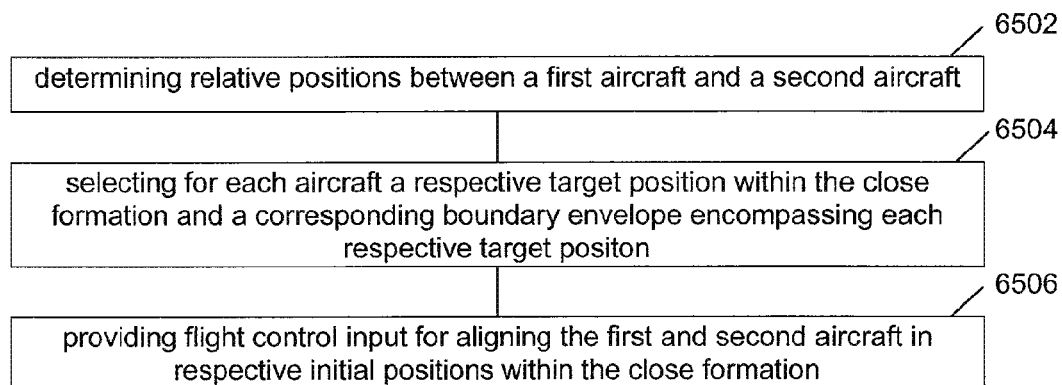 6502
determining relative positions between a first aircraft and a second aircraft
6504
selecting for each aircraft a respective target position within the close
formation and a corresponding boundary envelope encompassing each
respective target positon
6506
providing flight control input for aligning the first and second aircraft in
respective initial positions within the close formation